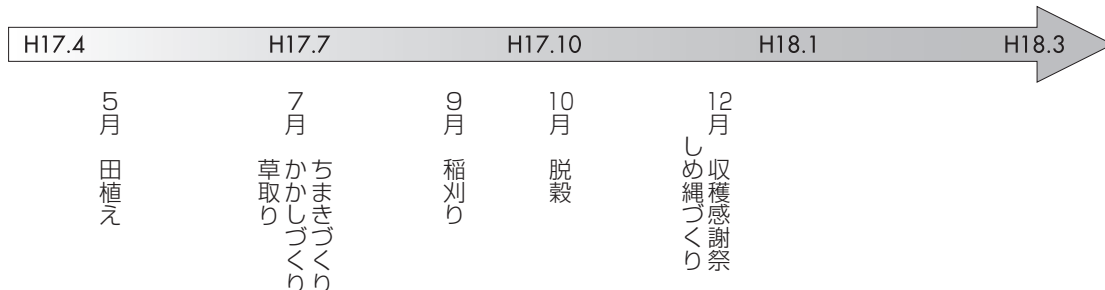 H17.4
H17.7
H17.10
H18.1
H18.3
5月 田植え
7月 ちまきづくり
かかしづくり
草取り
9月 稲刈り
10月 脱穀
12月 収穫感謝祭
しめ縄づくり